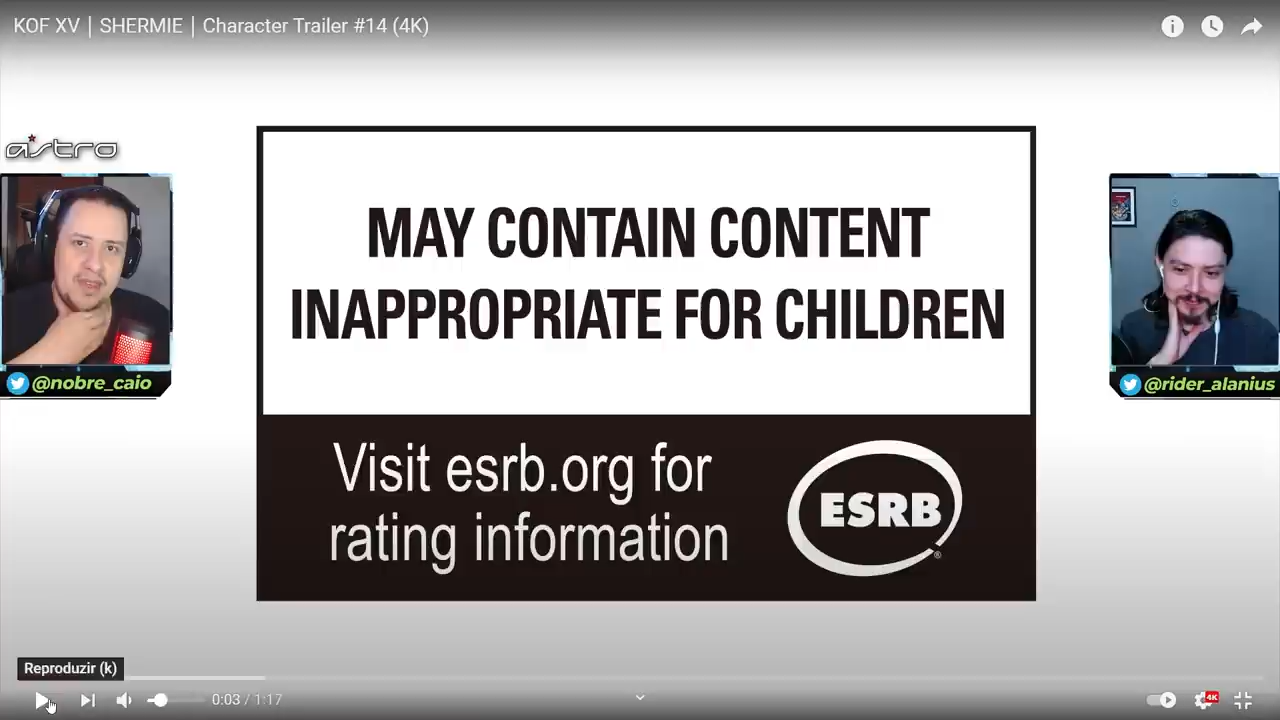 KOF XV | SHERMIE | Character Trailer #14 (4K)
astro
MAY CONTAIN CONTENT
INAPPROPRIATE FOR CHILDREN
Visit esrb.org for
rating information
ESRB
®
@nobre_caio
@rider_alanius
Reproduzir (k)
0:03 / 1:17
4K